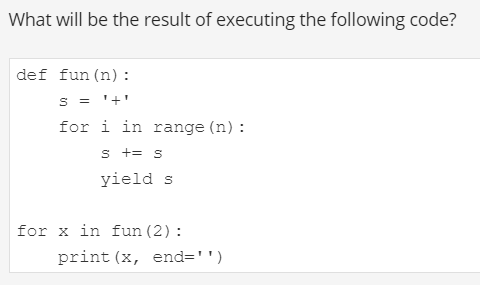 What will be the result of executing the following code?
def fun(n):
    s = '+'
    for i in range(n):
        s += s
        yield s

for x in fun(2):
    print(x, end='')